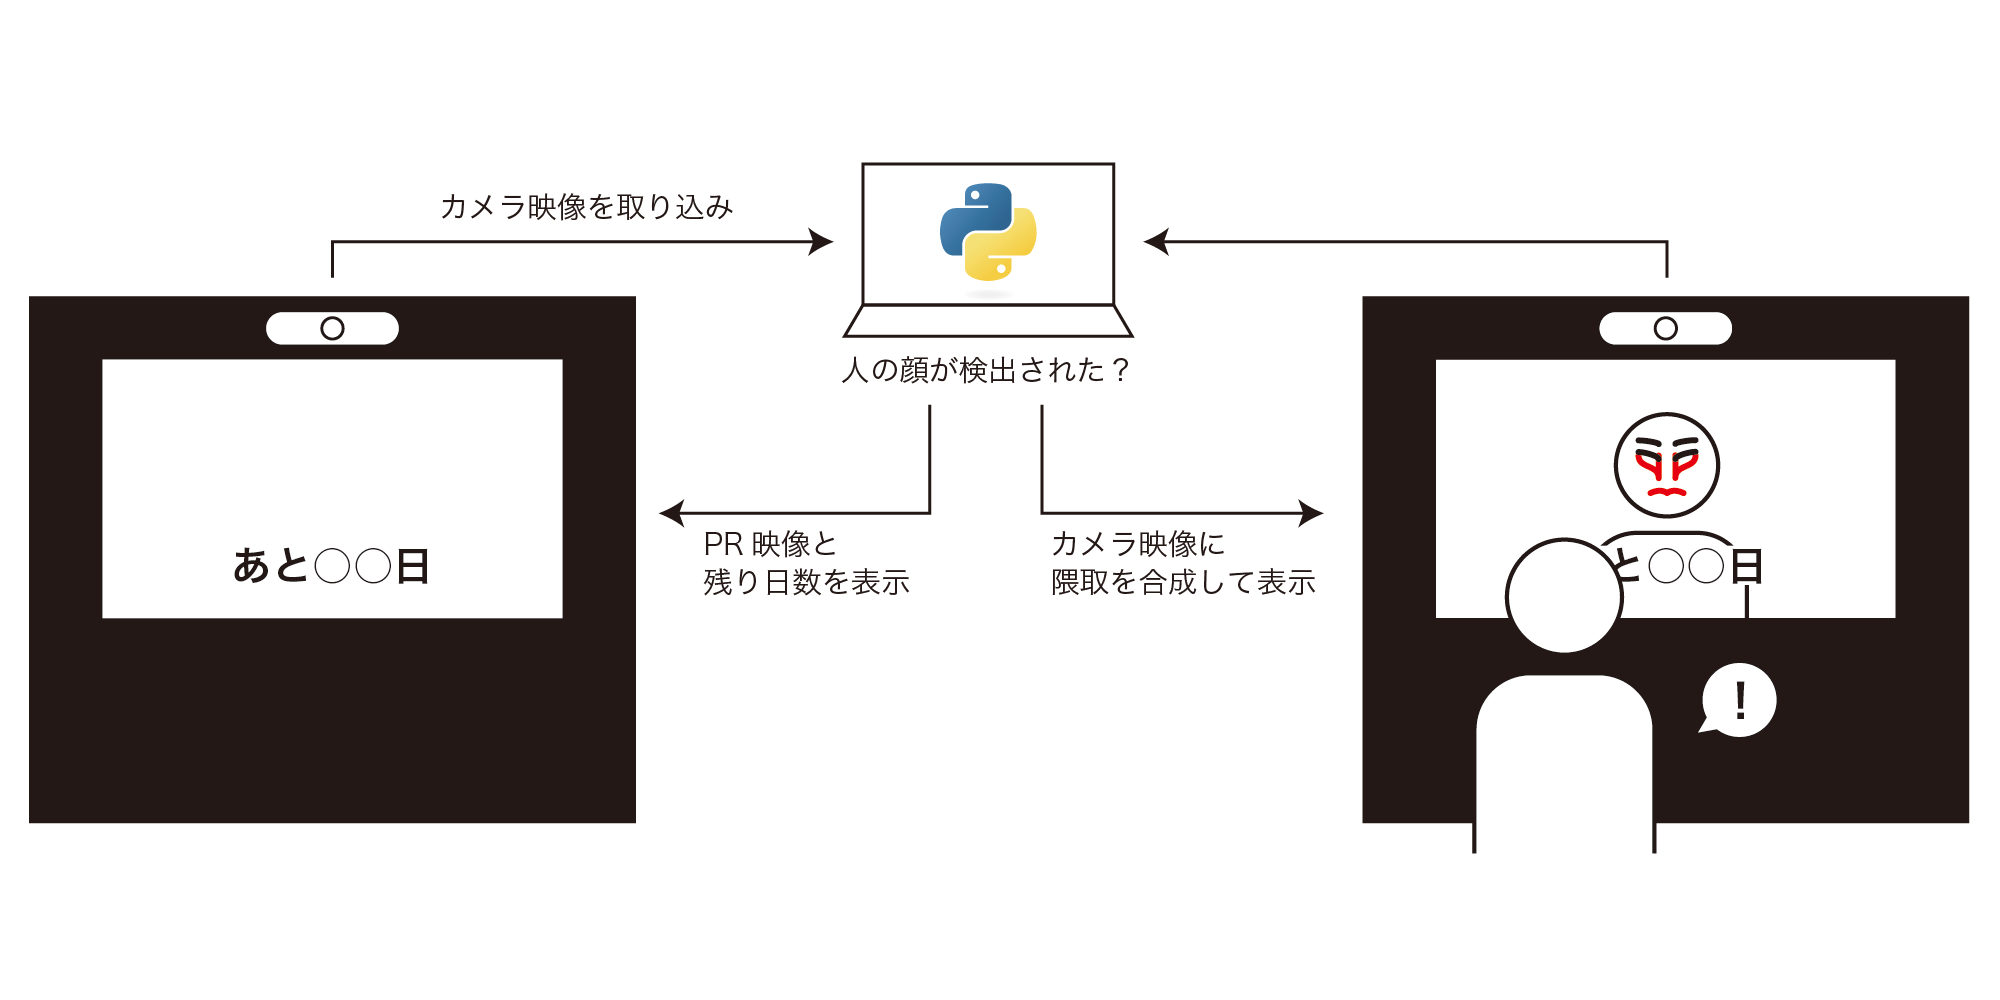 カメラ映像を取り込み
人の顔が検出された？
あと◯◯日
PR 映像と
残り日数を表示
カメラ映像に
隈取を合成して表示
と◯◯日
！